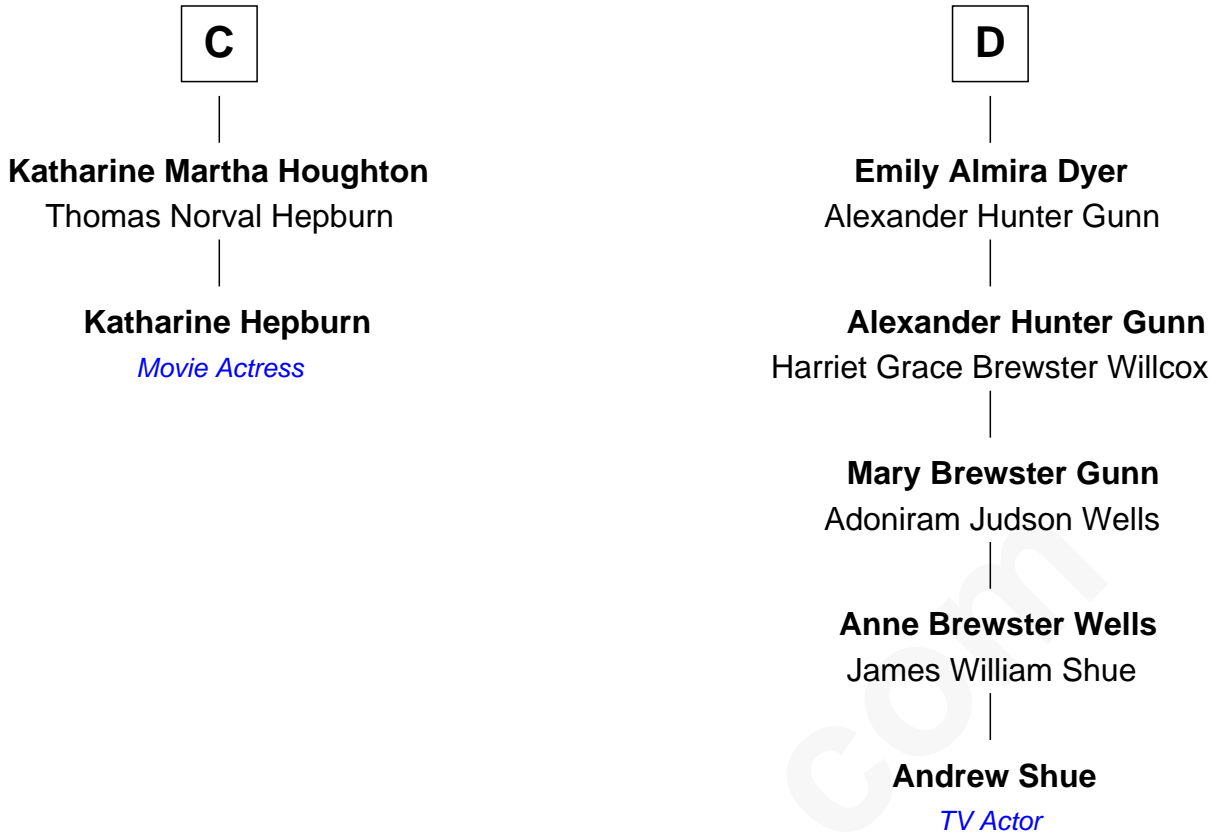 C
Katharine Martha Houghton
Thomas Norval Hepburn
Katharine Hepburn
Movie Actress
D
Emily Almira Dyer
Alexander Hunter Gunn
Alexander Hunter Gunn
Harriet Grace Brewster Willcox
Mary Brewster Gunn
Adoniram Judson Wells
Anne Brewster Wells
James William Shue
Andrew Shue
TV Actor
com